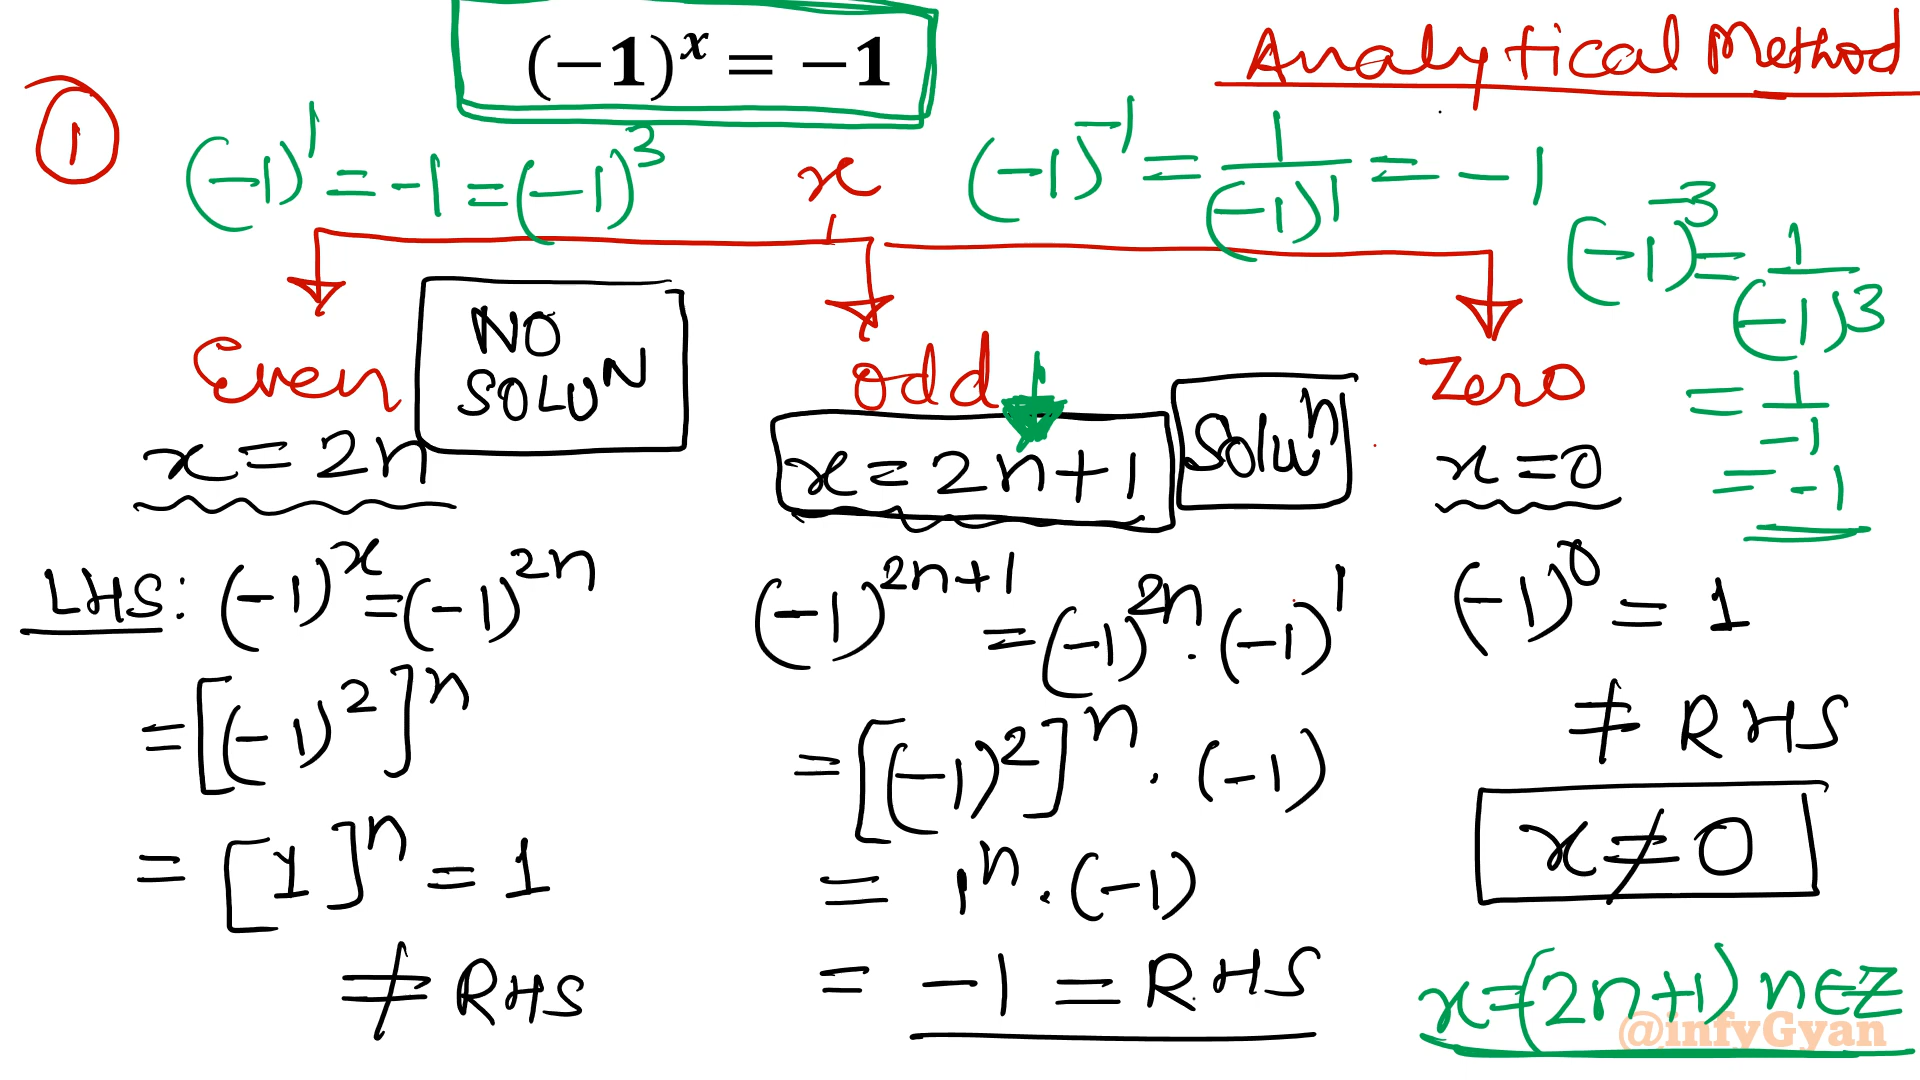 (−1)^x = −1
Analytical Method
①
(-1)^1 = -1 = (-1)^3
x
(-1)^-1 = 1/(-1)^1 = -1
(-1)^-3 = 1/(-1)^3
= 1/-1
= -1
Even
NO
SOLU^N
x = 2n
LHS: (-1)^x = (-1)^2n
= [(-1)^2]^n
= [1]^n = 1
≠ RHS
odd
x = 2n+1
Solu^n
(-1)^2n+1 = (-1)^2n . (-1)^1
= [(-1)^2]^n . (-1)
= 1^n . (-1)
= -1 = RHS
Zero
x = 0
(-1)^0 = 1
≠ RHS
x ≠ 0
x = (2n+1) n∈Z
@infyGyan